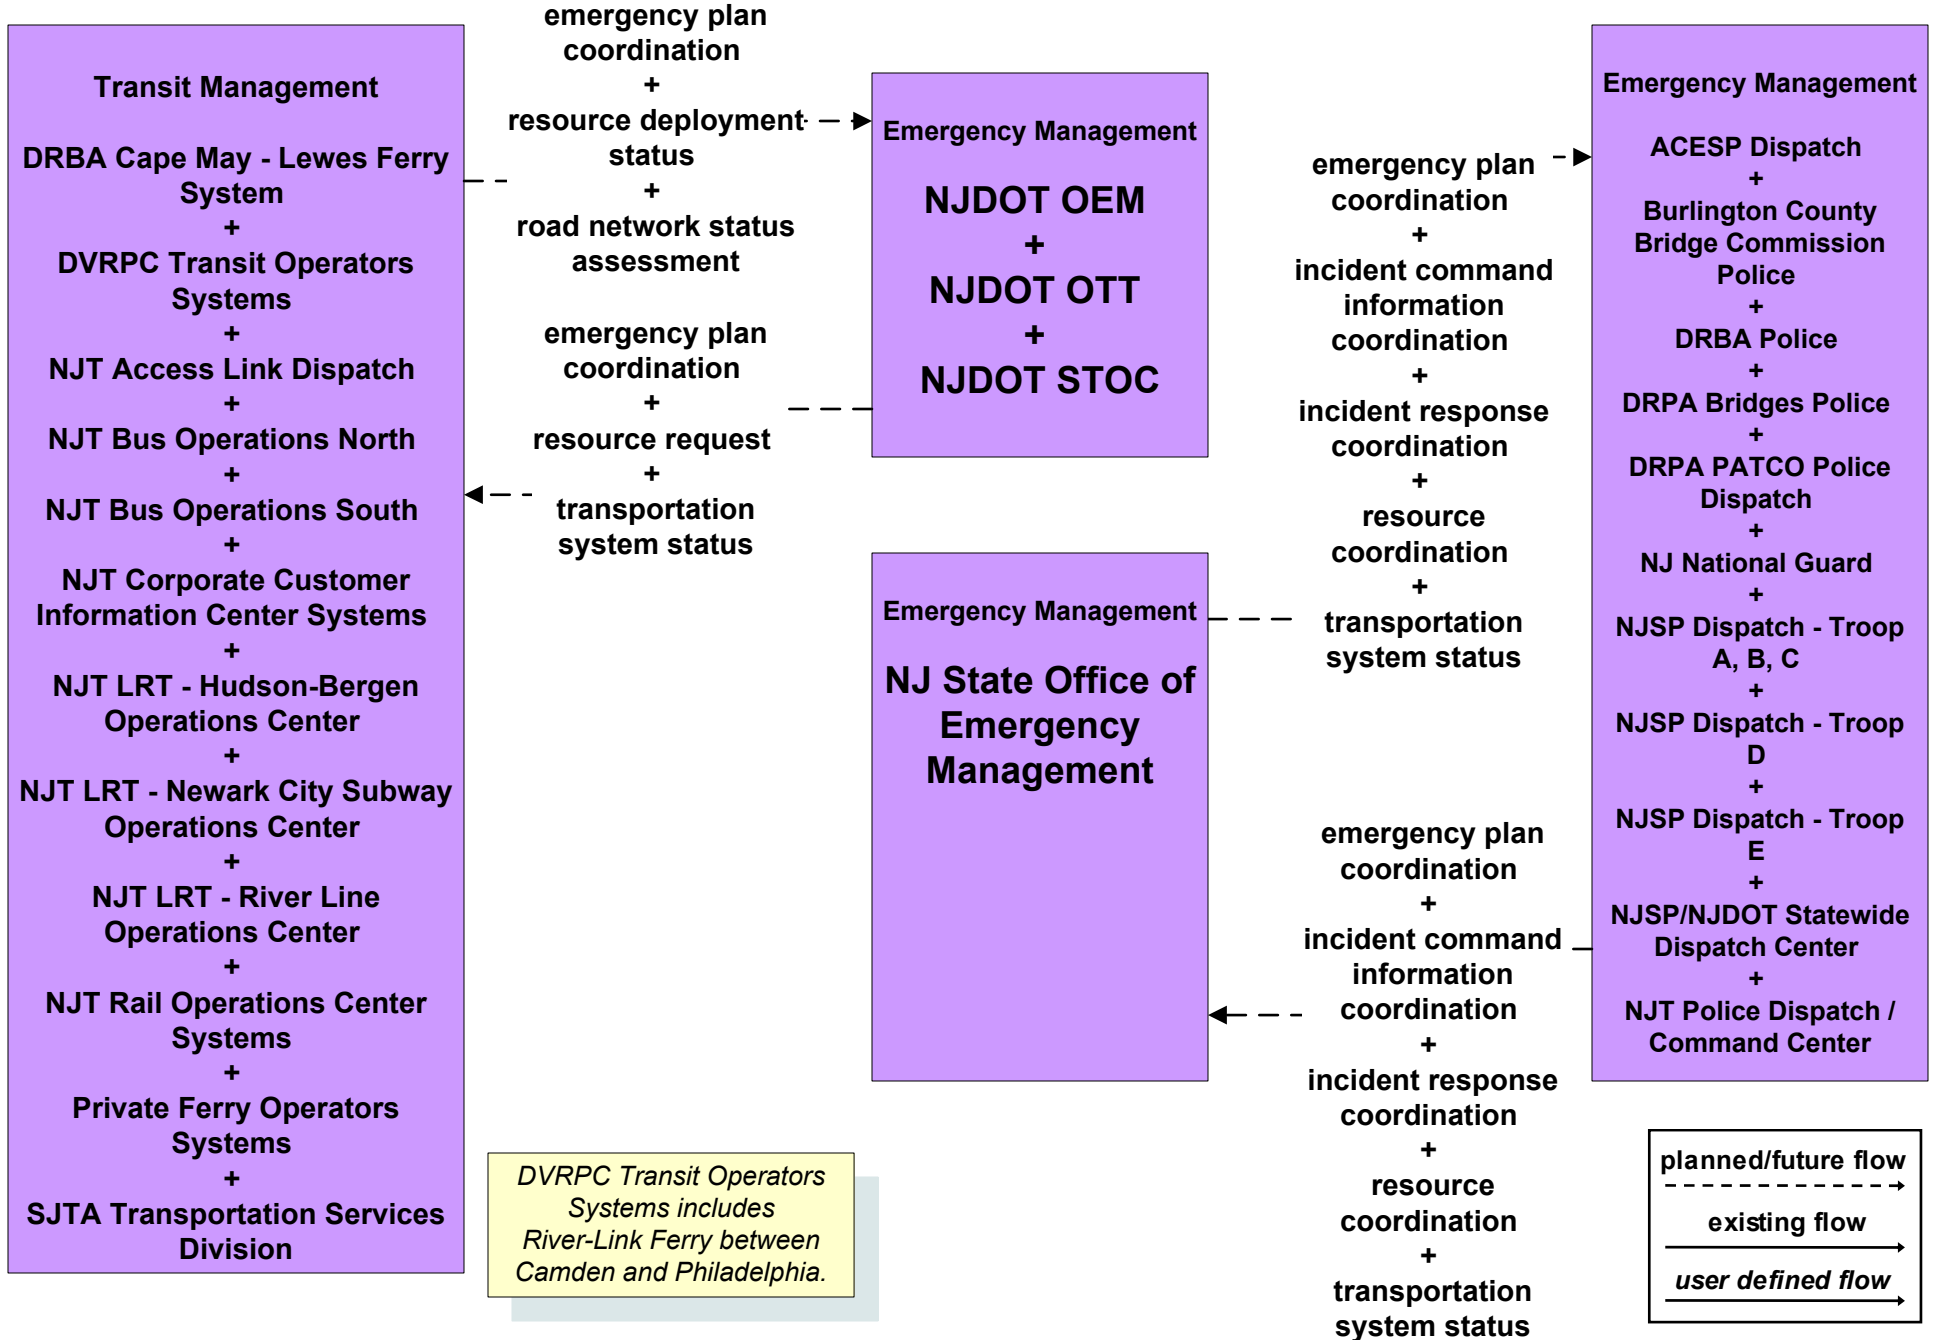 Transit Management
DRBA Cape May - Lewes Ferry
System
+
DVRPC Transit Operators
Systems
+
NJT Access Link Dispatch
+
NJT Bus Operations North
+
NJT Bus Operations South
+
NJT Corporate Customer
Information Center Systems
+
NJT LRT - Hudson-Bergen
Operations Center
+
NJT LRT - Newark City Subway
Operations Center
+
NJT LRT - River Line
Operations Center
+
NJT Rail Operations Center
Systems
+
Private Ferry Operators
Systems
+
SJTA Transportation Services
Division
emergency plan
coordination
+
resource deployment
status
+
road network status
assessment
emergency plan
coordination
+
resource request
+
transportation
system status
Emergency Management
NJDOT OEM
+
NJDOT OTT
+
NJDOT STOC
Emergency Management
NJ State Office of
Emergency
Management
emergency plan
coordination
+
incident command
information
coordination
+
incident response
coordination
+
resource
coordination
+
transportation
system status
emergency plan
coordination
+
incident command
information
coordination
+
incident response
coordination
+
resource
coordination
+
transportation
system status
Emergency Management
ACESP Dispatch
+
Burlington County
Bridge Commission
Police
+
DRBA Police
+
DRPA Bridges Police
+
DRPA PATCO Police
Dispatch
+
NJ National Guard
+
NJSP Dispatch - Troop
A, B, C
+
NJSP Dispatch - Troop
D
+
NJSP Dispatch - Troop
E
+
NJSP/NJDOT Statewide
Dispatch Center
+
NJT Police Dispatch /
Command Center
DVRPC Transit Operators
Systems includes
River-Link Ferry between
Camden and Philadelphia.
planned/future flow
existing flow
user defined flow